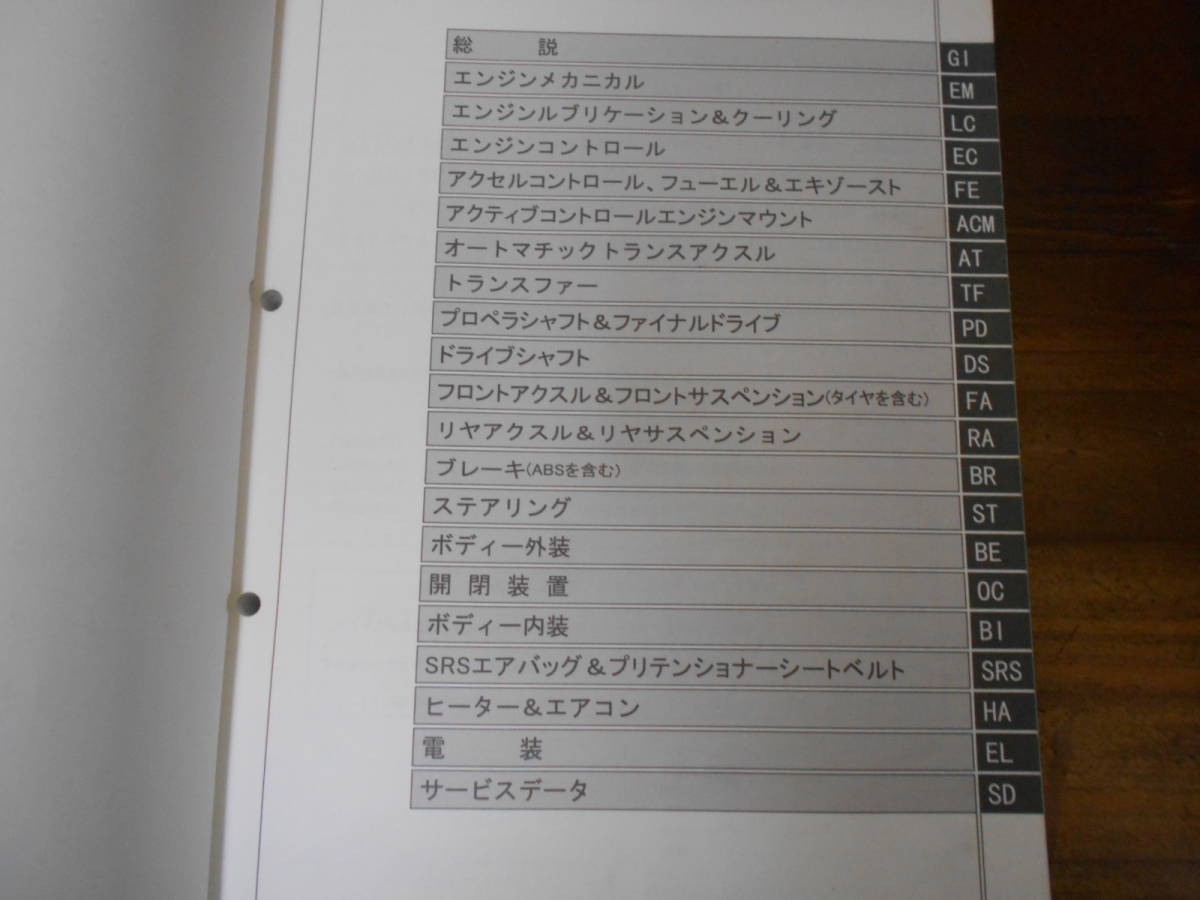 総 説 GI
エンジンメカニカル EM
エンジンルブリケーション＆クーリング LC
エンジンコントロール EC
アクセルコントロール、フューエル＆エキゾースト FE
アクティブコントロールエンジンマウント ACM
オートマチックトランスアクスル AT
トランスファー TF
プロペラシャフト＆ファイナルドライブ PD
ドライブシャフト DS
フロントアクスル＆フロントサスペンション(タイヤを含む) FA
リヤアクスル＆リヤサスペンション RA
ブレーキ(ABSを含む) BR
ステアリング ST
ボディー外装 BE
開 閉 装 置 OC
ボディー内装 BI
SRSエアバッグ＆プリテンショナーシートベルト SRS
ヒーター＆エアコン HA
電 装 EL
サービスデータ SD